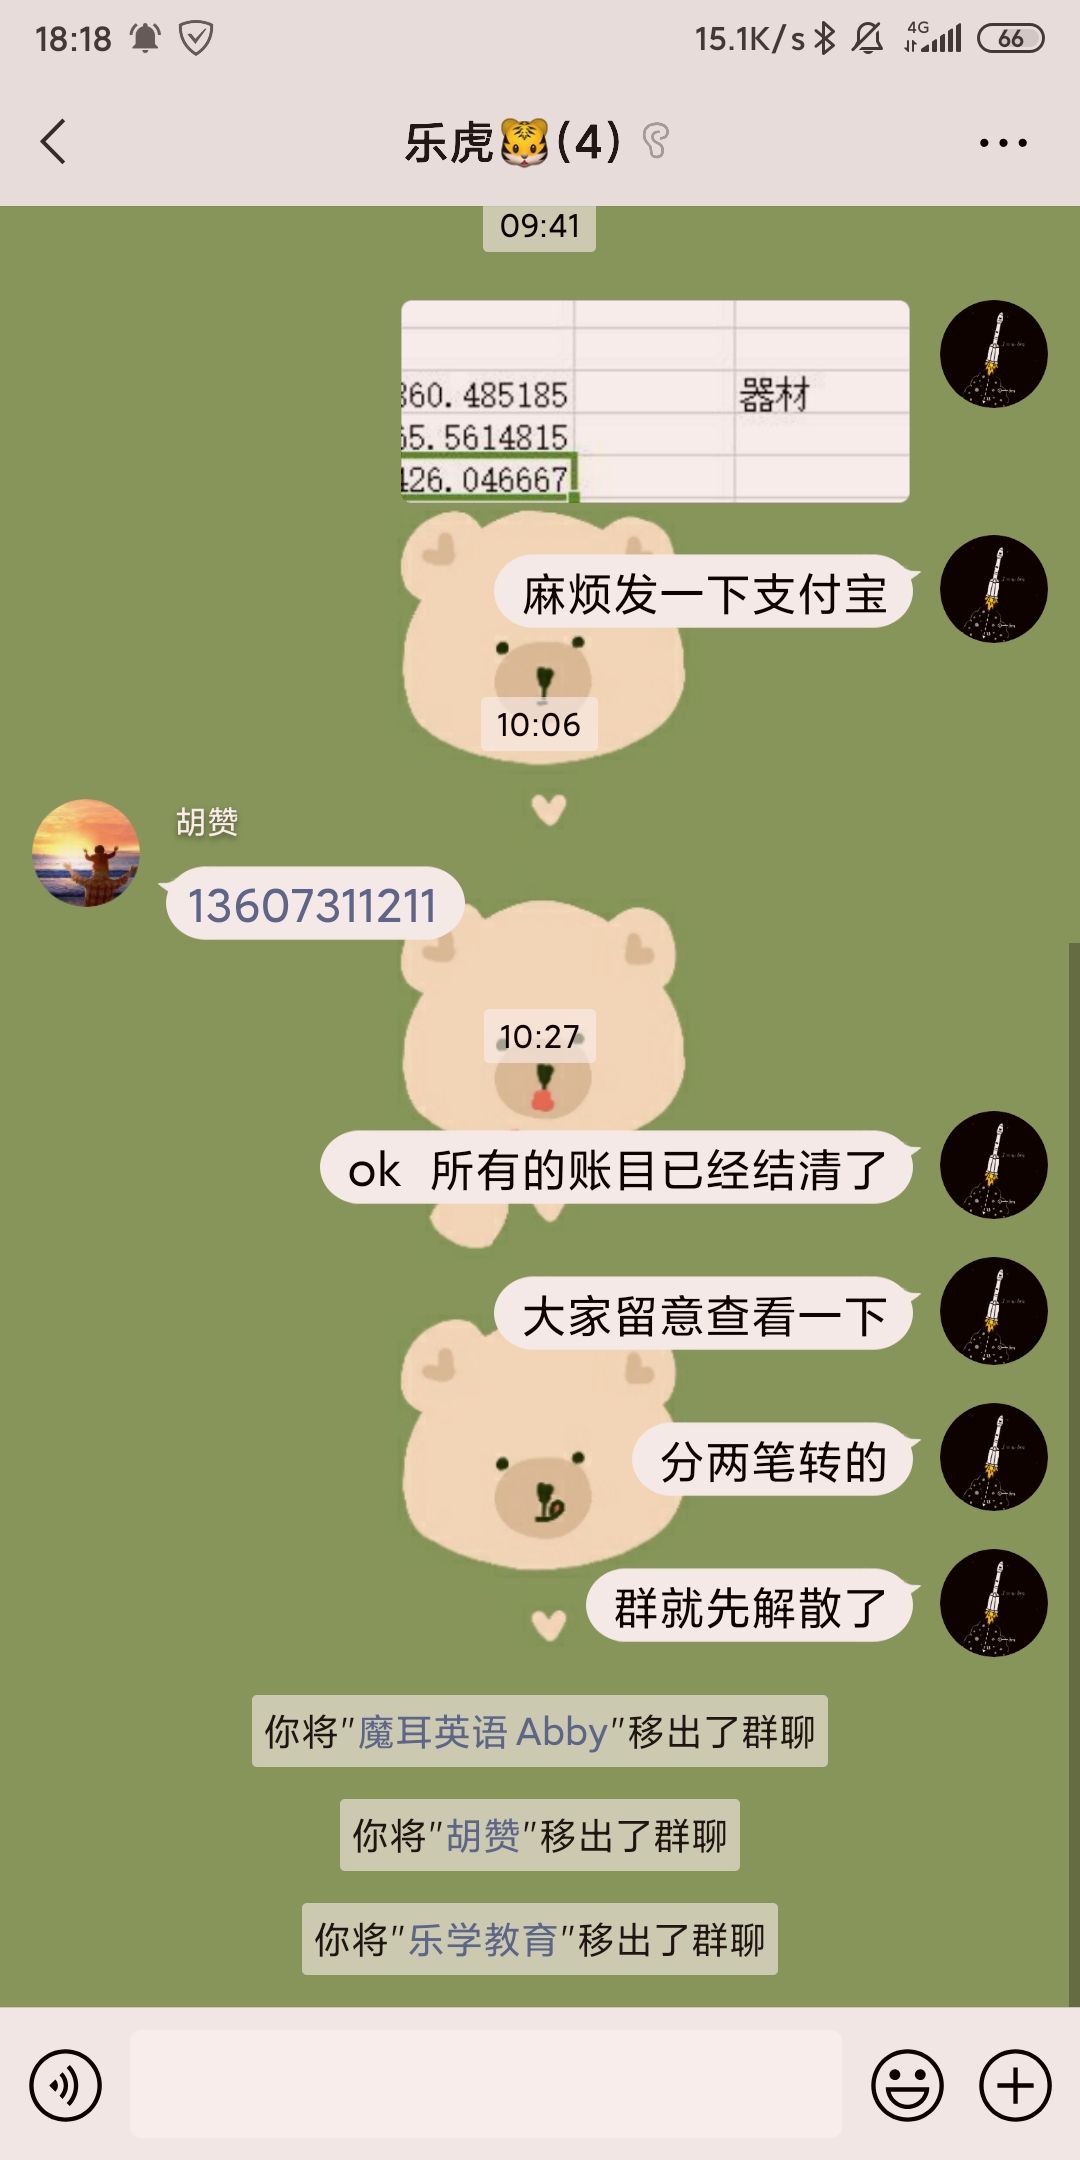 18:18
15.1K/s 4G 66
乐虎🐯(4)
09:41
360.485185 器材
65.5614815
426.046667
麻烦发一下支付宝
10:06
胡赞
13607311211
10:27
ok 所有的账目已经结清了
大家留意查看一下
分两笔转的
群就先解散了
你将"魔耳英语 Abby"移出了群聊
你将"胡赞"移出了群聊
你将"乐学教育"移出了群聊